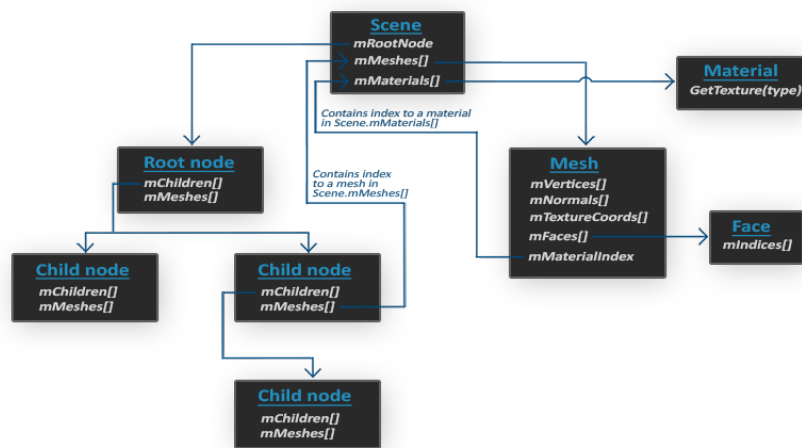 Scene
mRootNode
mMeshes[]
mMaterials[]
Material
GetTexture(type)
Contains index to a material
in Scene.mMaterials[]
Root node
mChildren[]
mMeshes[]
Contains index
to a mesh in
Scene.mMeshes[]
Mesh
mVertices[]
mNormals[]
mTextureCoords[]
mFaces[]
mMaterialIndex
Face
mIndices[]
Child node
mChildren[]
mMeshes[]
Child node
mChildren[]
mMeshes[]
Child node
mChildren[]
mMeshes[]